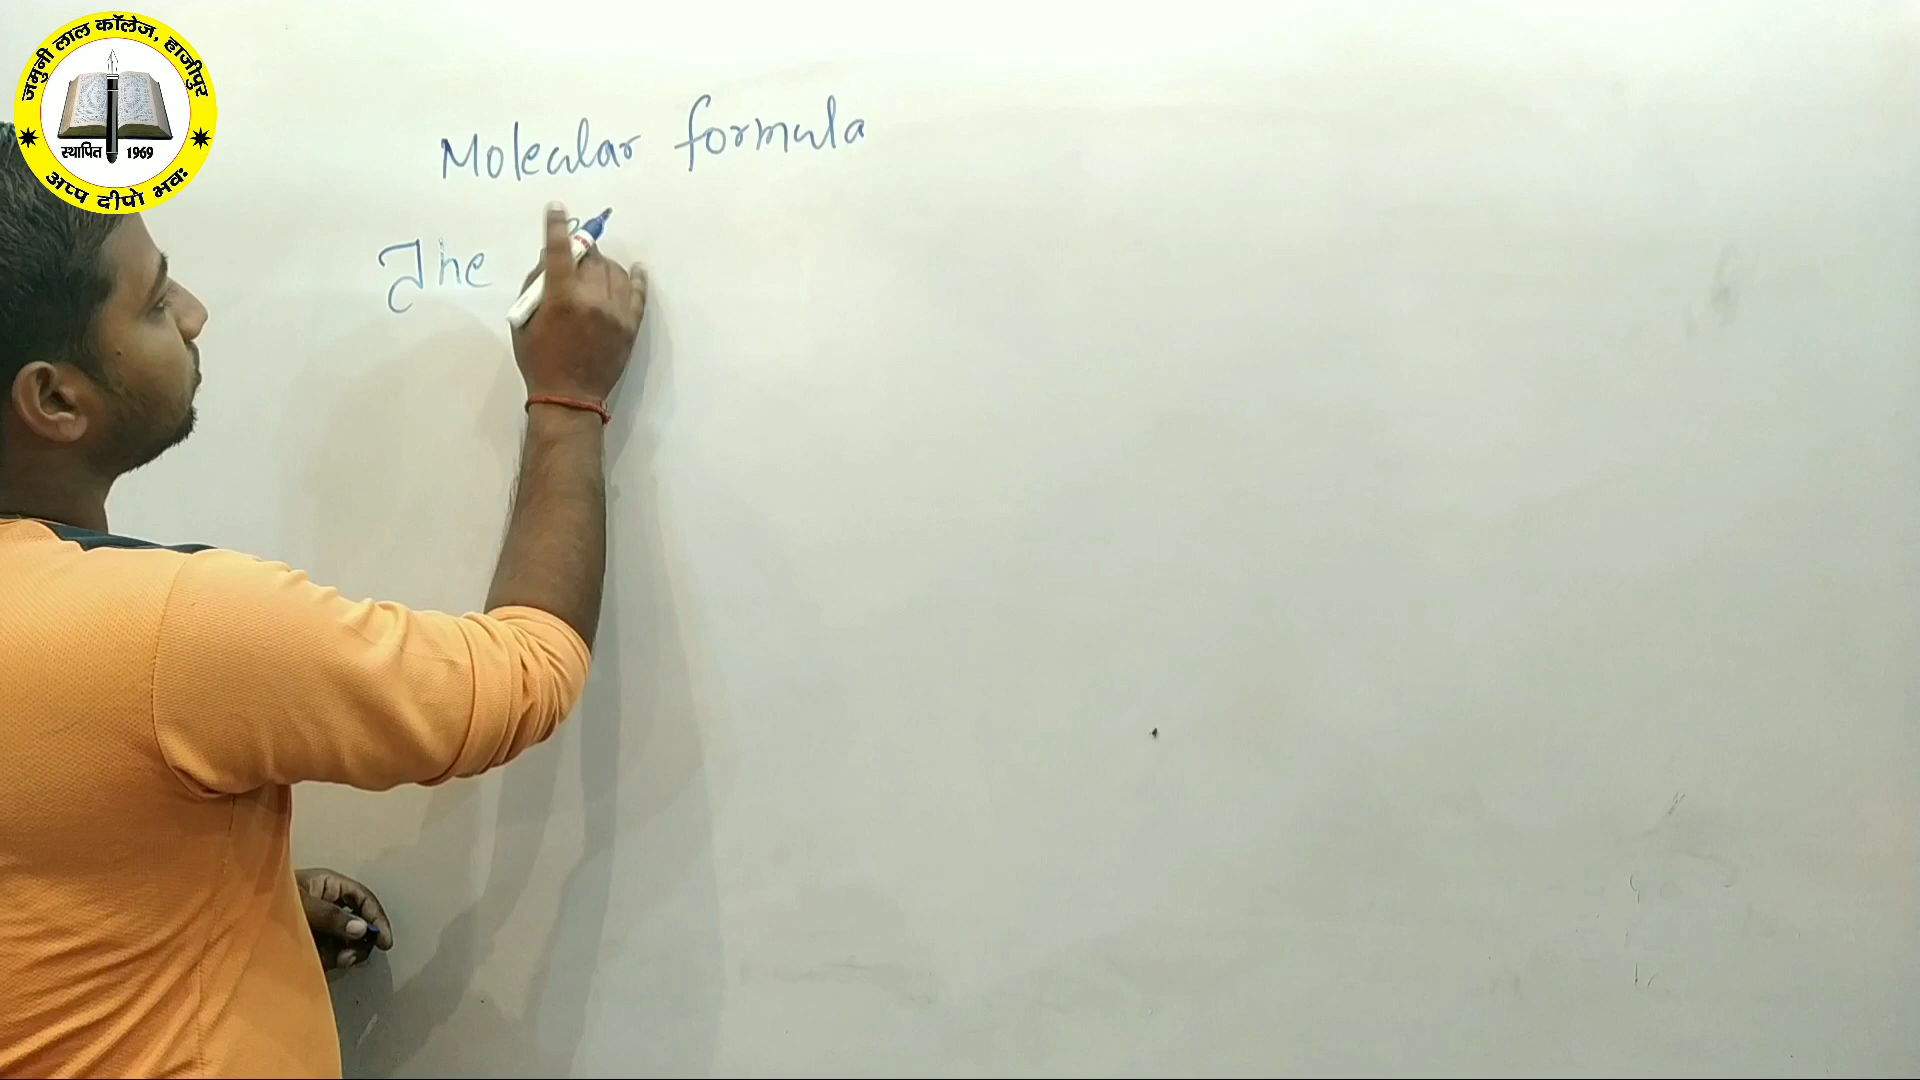 जमुनी लाल कॉलेज, हाजीपुर
स्थापित 1969
अप्प दीपो भवः
Molecular formula
The